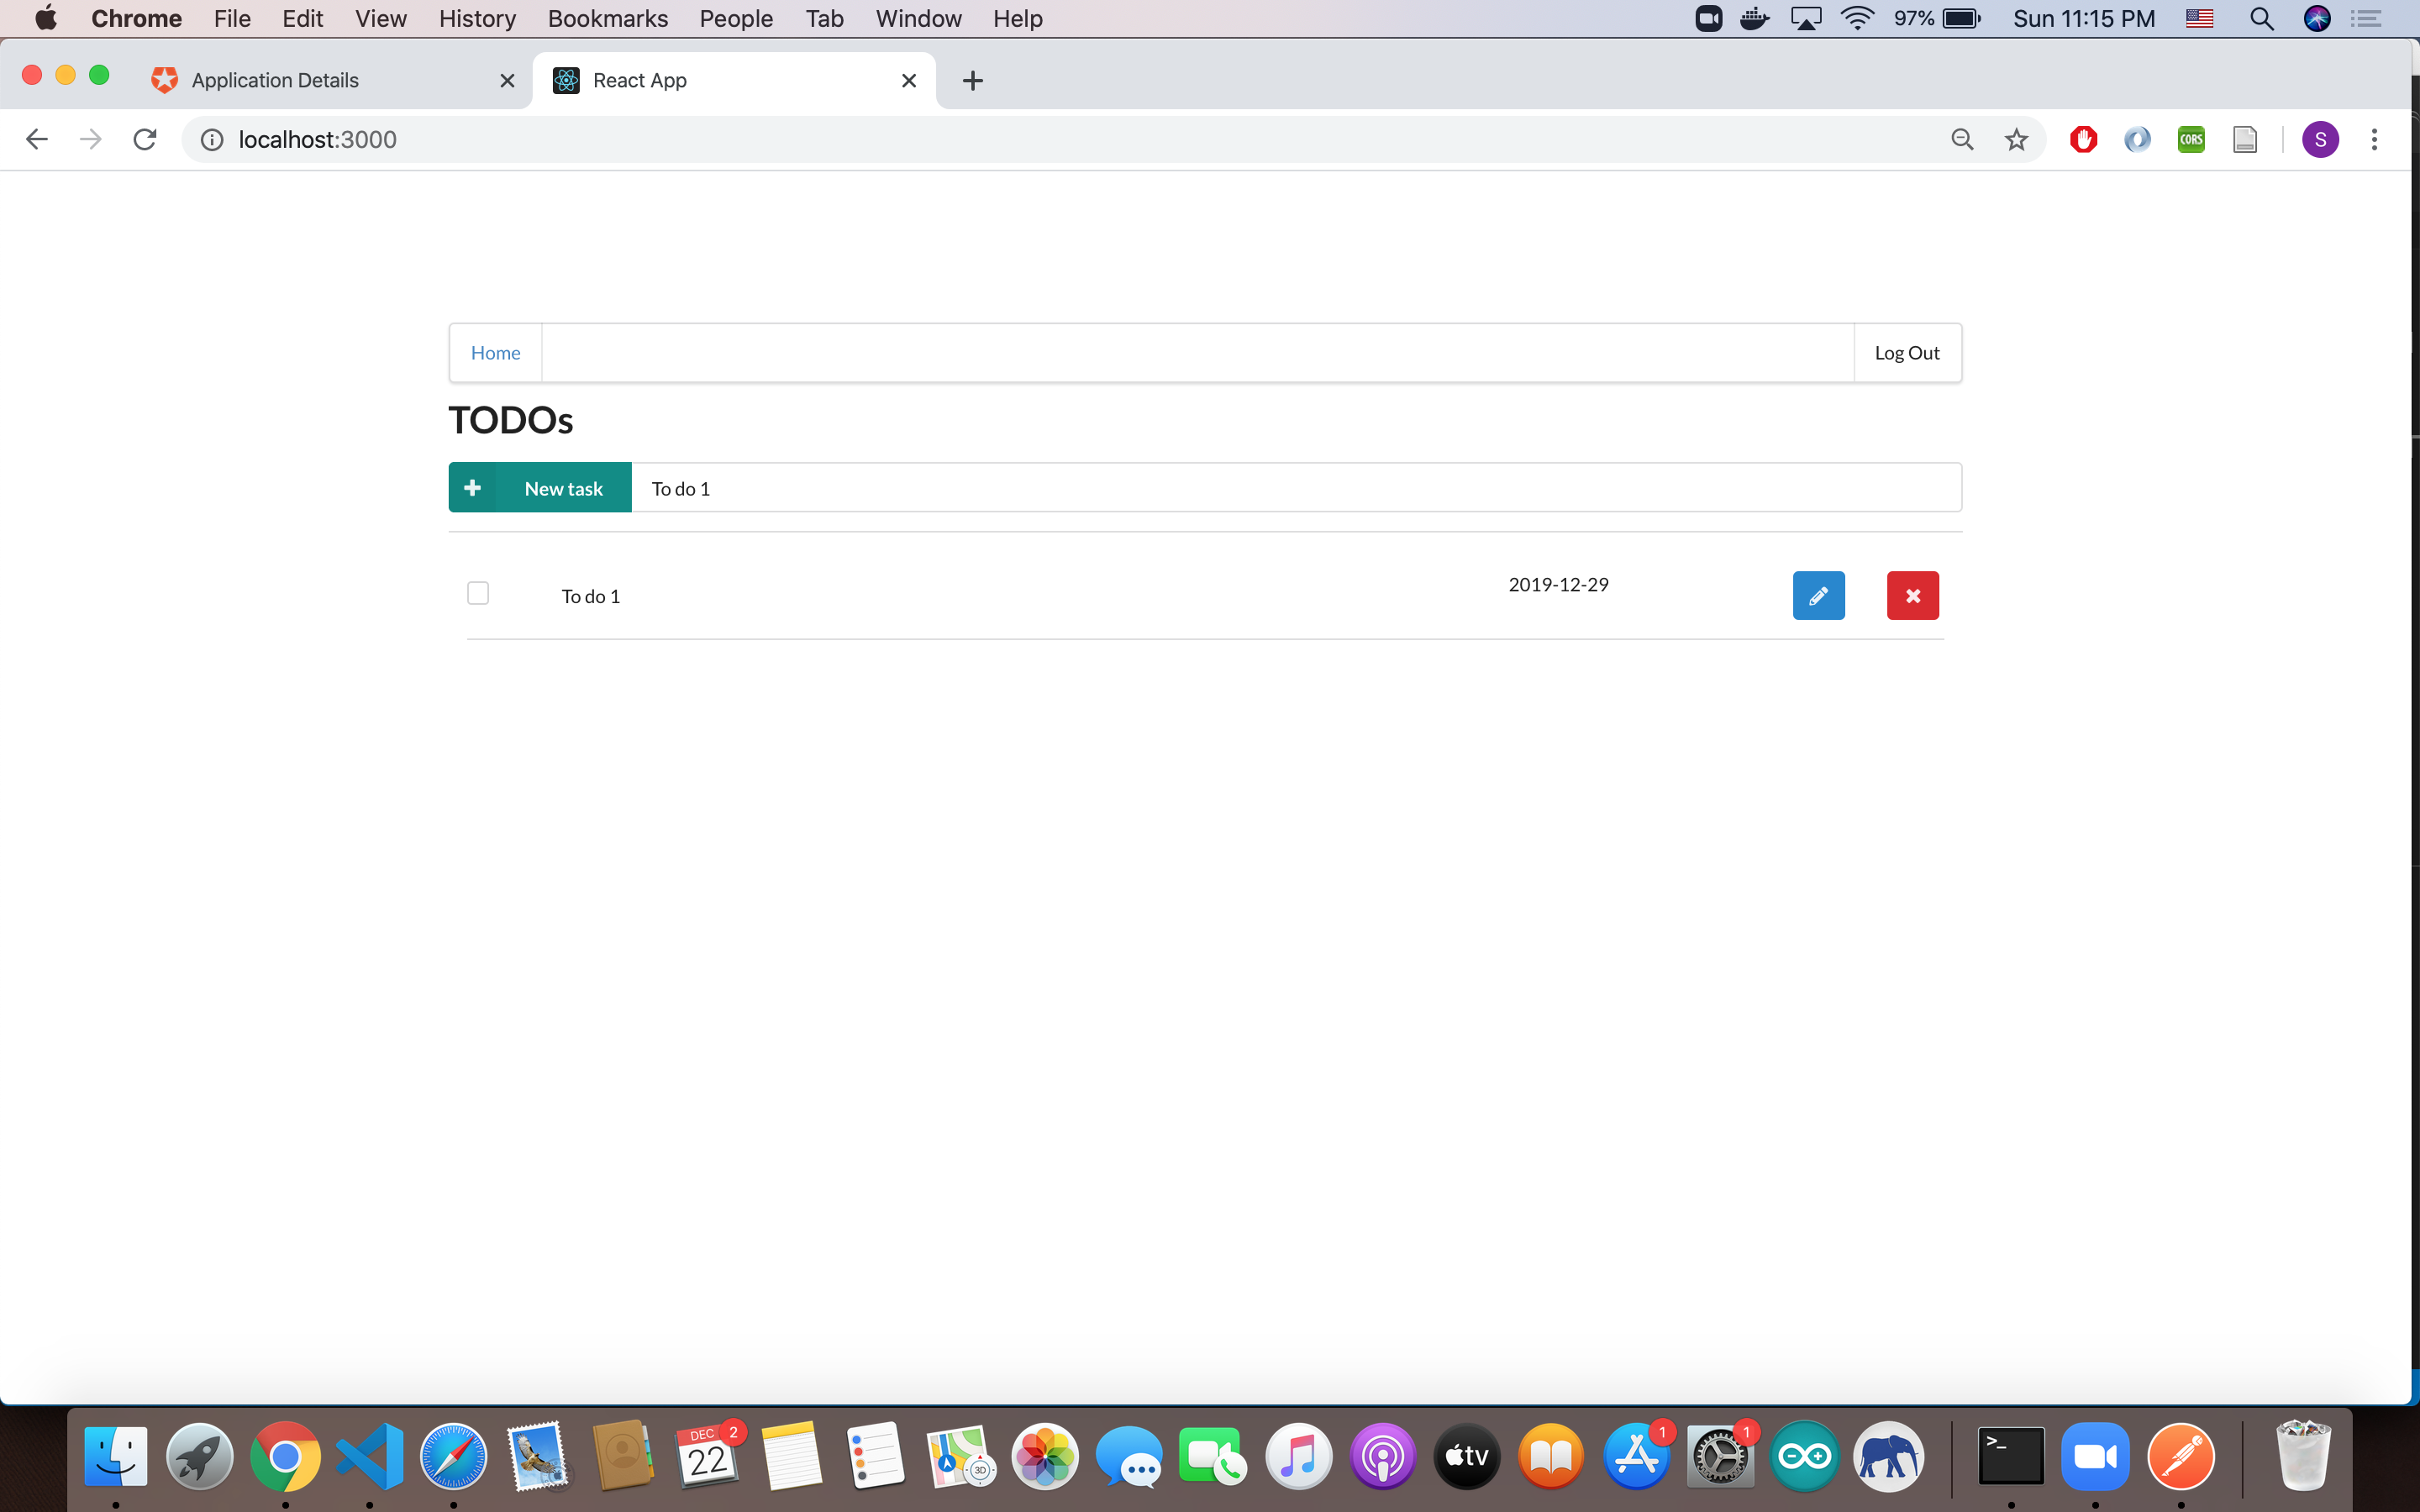 Chrome File Edit View History Bookmarks People Tab Window Help 97% Sun 11:15 PM
Application Details React App
localhost:3000 CORS S
Home Log Out
TODOs
New task To do 1
To do 1 2019-12-29
DEC 2 22 3D tv 1 1 >_